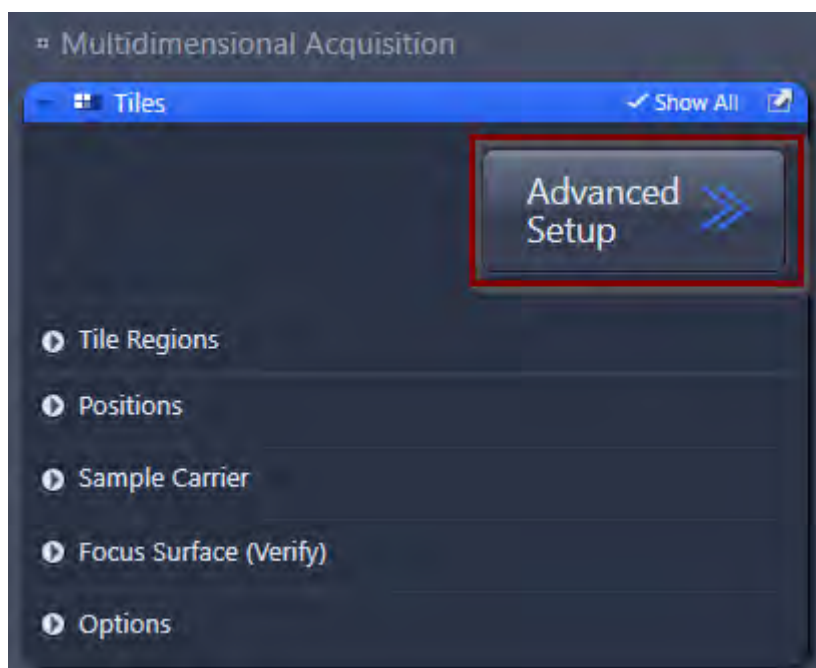 Multidimensional Acquisition
Tiles
Show All
Advanced
Setup
Tile Regions
Positions
Sample Carrier
Focus Surface (Verify)
Options